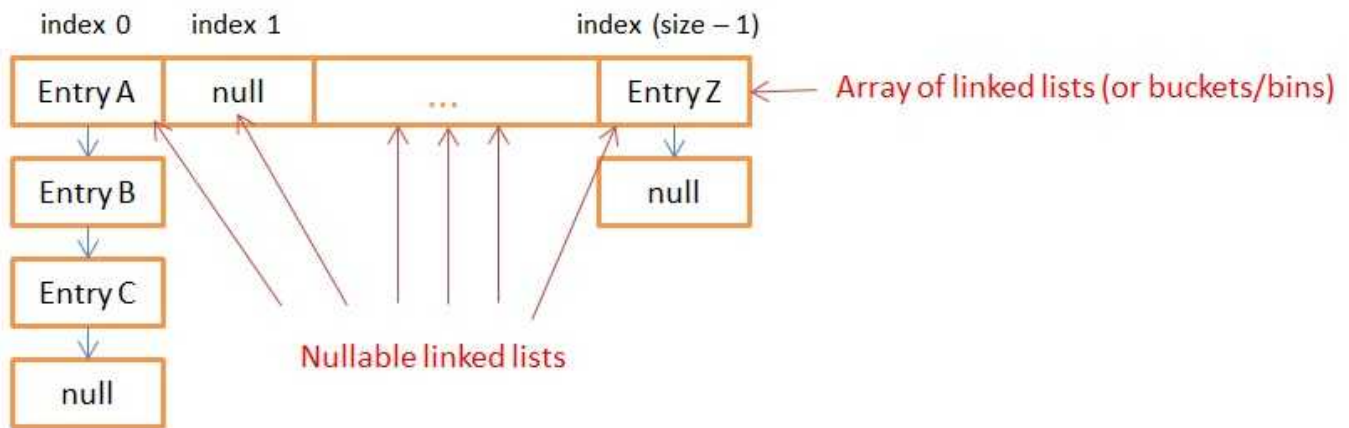 index 0 index 1 index (size – 1)
Entry A null ... Entry Z Array of linked lists (or buckets/bins)
Entry B null
Entry C
Nullable linked lists
null